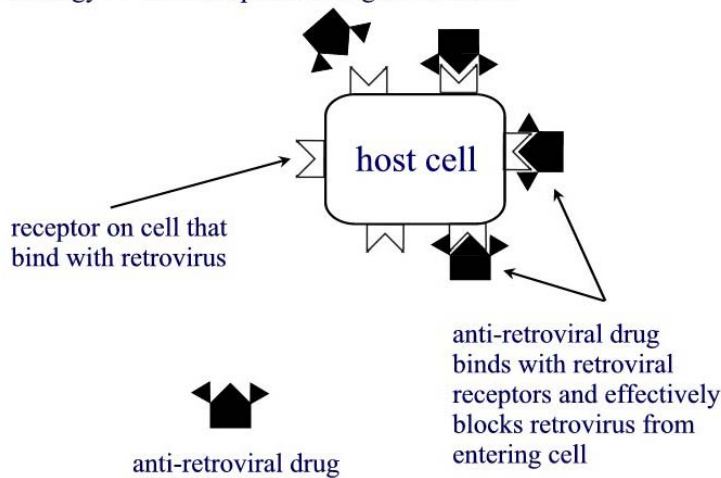 host cell
receptor on cell that
bind with retrovirus
anti-retroviral drug
binds with retroviral
receptors and effectively
blocks retrovirus from
entering cell
anti-retroviral drug